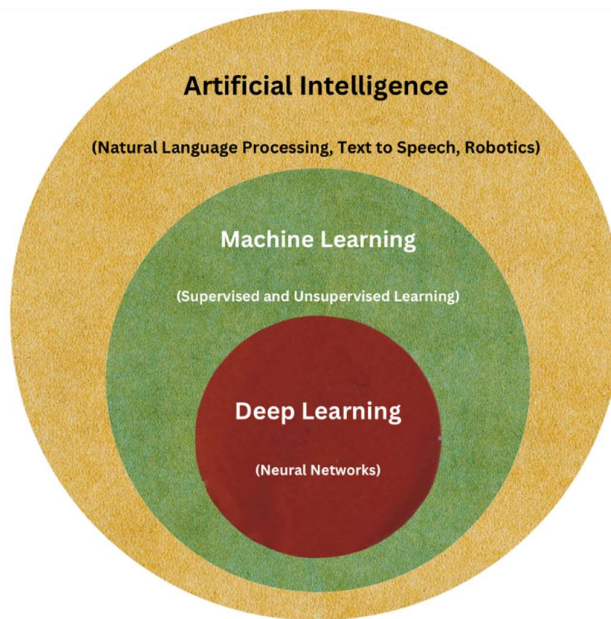 Artificial Intelligence
(Natural Language Processing, Text to Speech, Robotics)
Machine Learning
(Supervised and Unsupervised Learning)
Deep Learning
(Neural Networks)